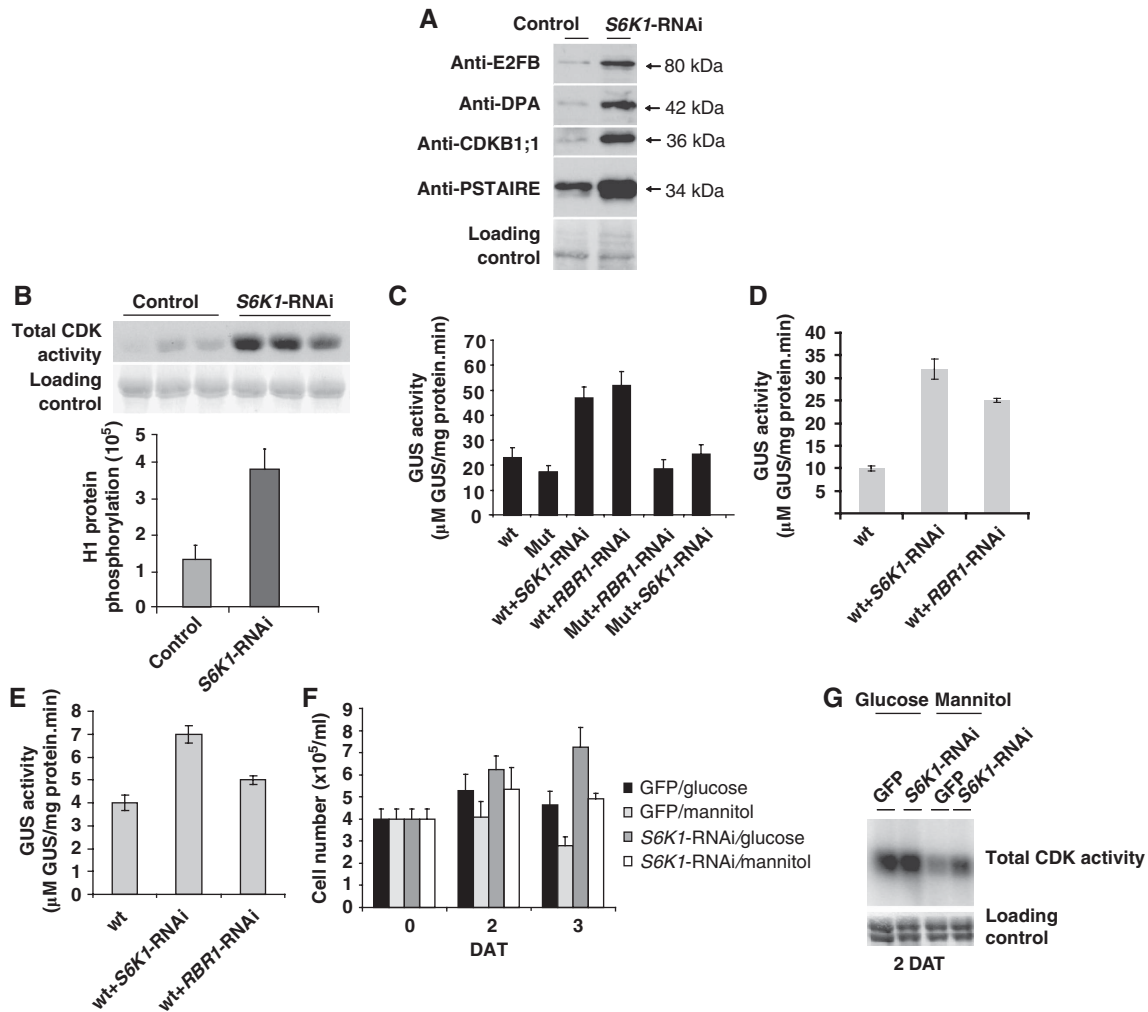 A
Control S6K1-RNAi
Anti-E2FB
80 kDa
Anti-DPA
42 kDa
Anti-CDKB1;1
36 kDa
Anti-PSTAIRE
34 kDa
Loading
control
B
Control S6K1-RNAi
Total CDK
activity
Loading
control
H1 protein
phosphorylation (10⁵)
5
4
3
2
1
0
Control
S6K1-RNAi
C
GUS activity
(μM GUS/mg protein.min)
70
60
50
40
30
20
10
0
wt
Mut
wt+S6K1-RNAi
wt+RBR1-RNAi
Mut+RBR1-RNAi
Mut+S6K1-RNAi
D
GUS activity
(μM GUS/mg protein.min)
40
35
30
25
20
15
10
5
wt
wt+S6K1-RNAi
wt+RBR1-RNAi
E
GUS activity
(μM GUS/mg protein.min)
8
7
6
5
4
3
2
1
0
wt
wt+S6K1-RNAi
wt+RBR1-RNAi
F
Cell number (x10⁵/ml)
9
8
7
6
5
4
3
2
1
0
0 2 3
DAT
GFP/glucose
GFP/mannitol
S6K1-RNAi/glucose
S6K1-RNAi/mannitol
G
Glucose Mannitol
GFP
S6K1-RNAi
GFP
S6K1-RNAi
Total CDK activity
Loading
control
2 DAT